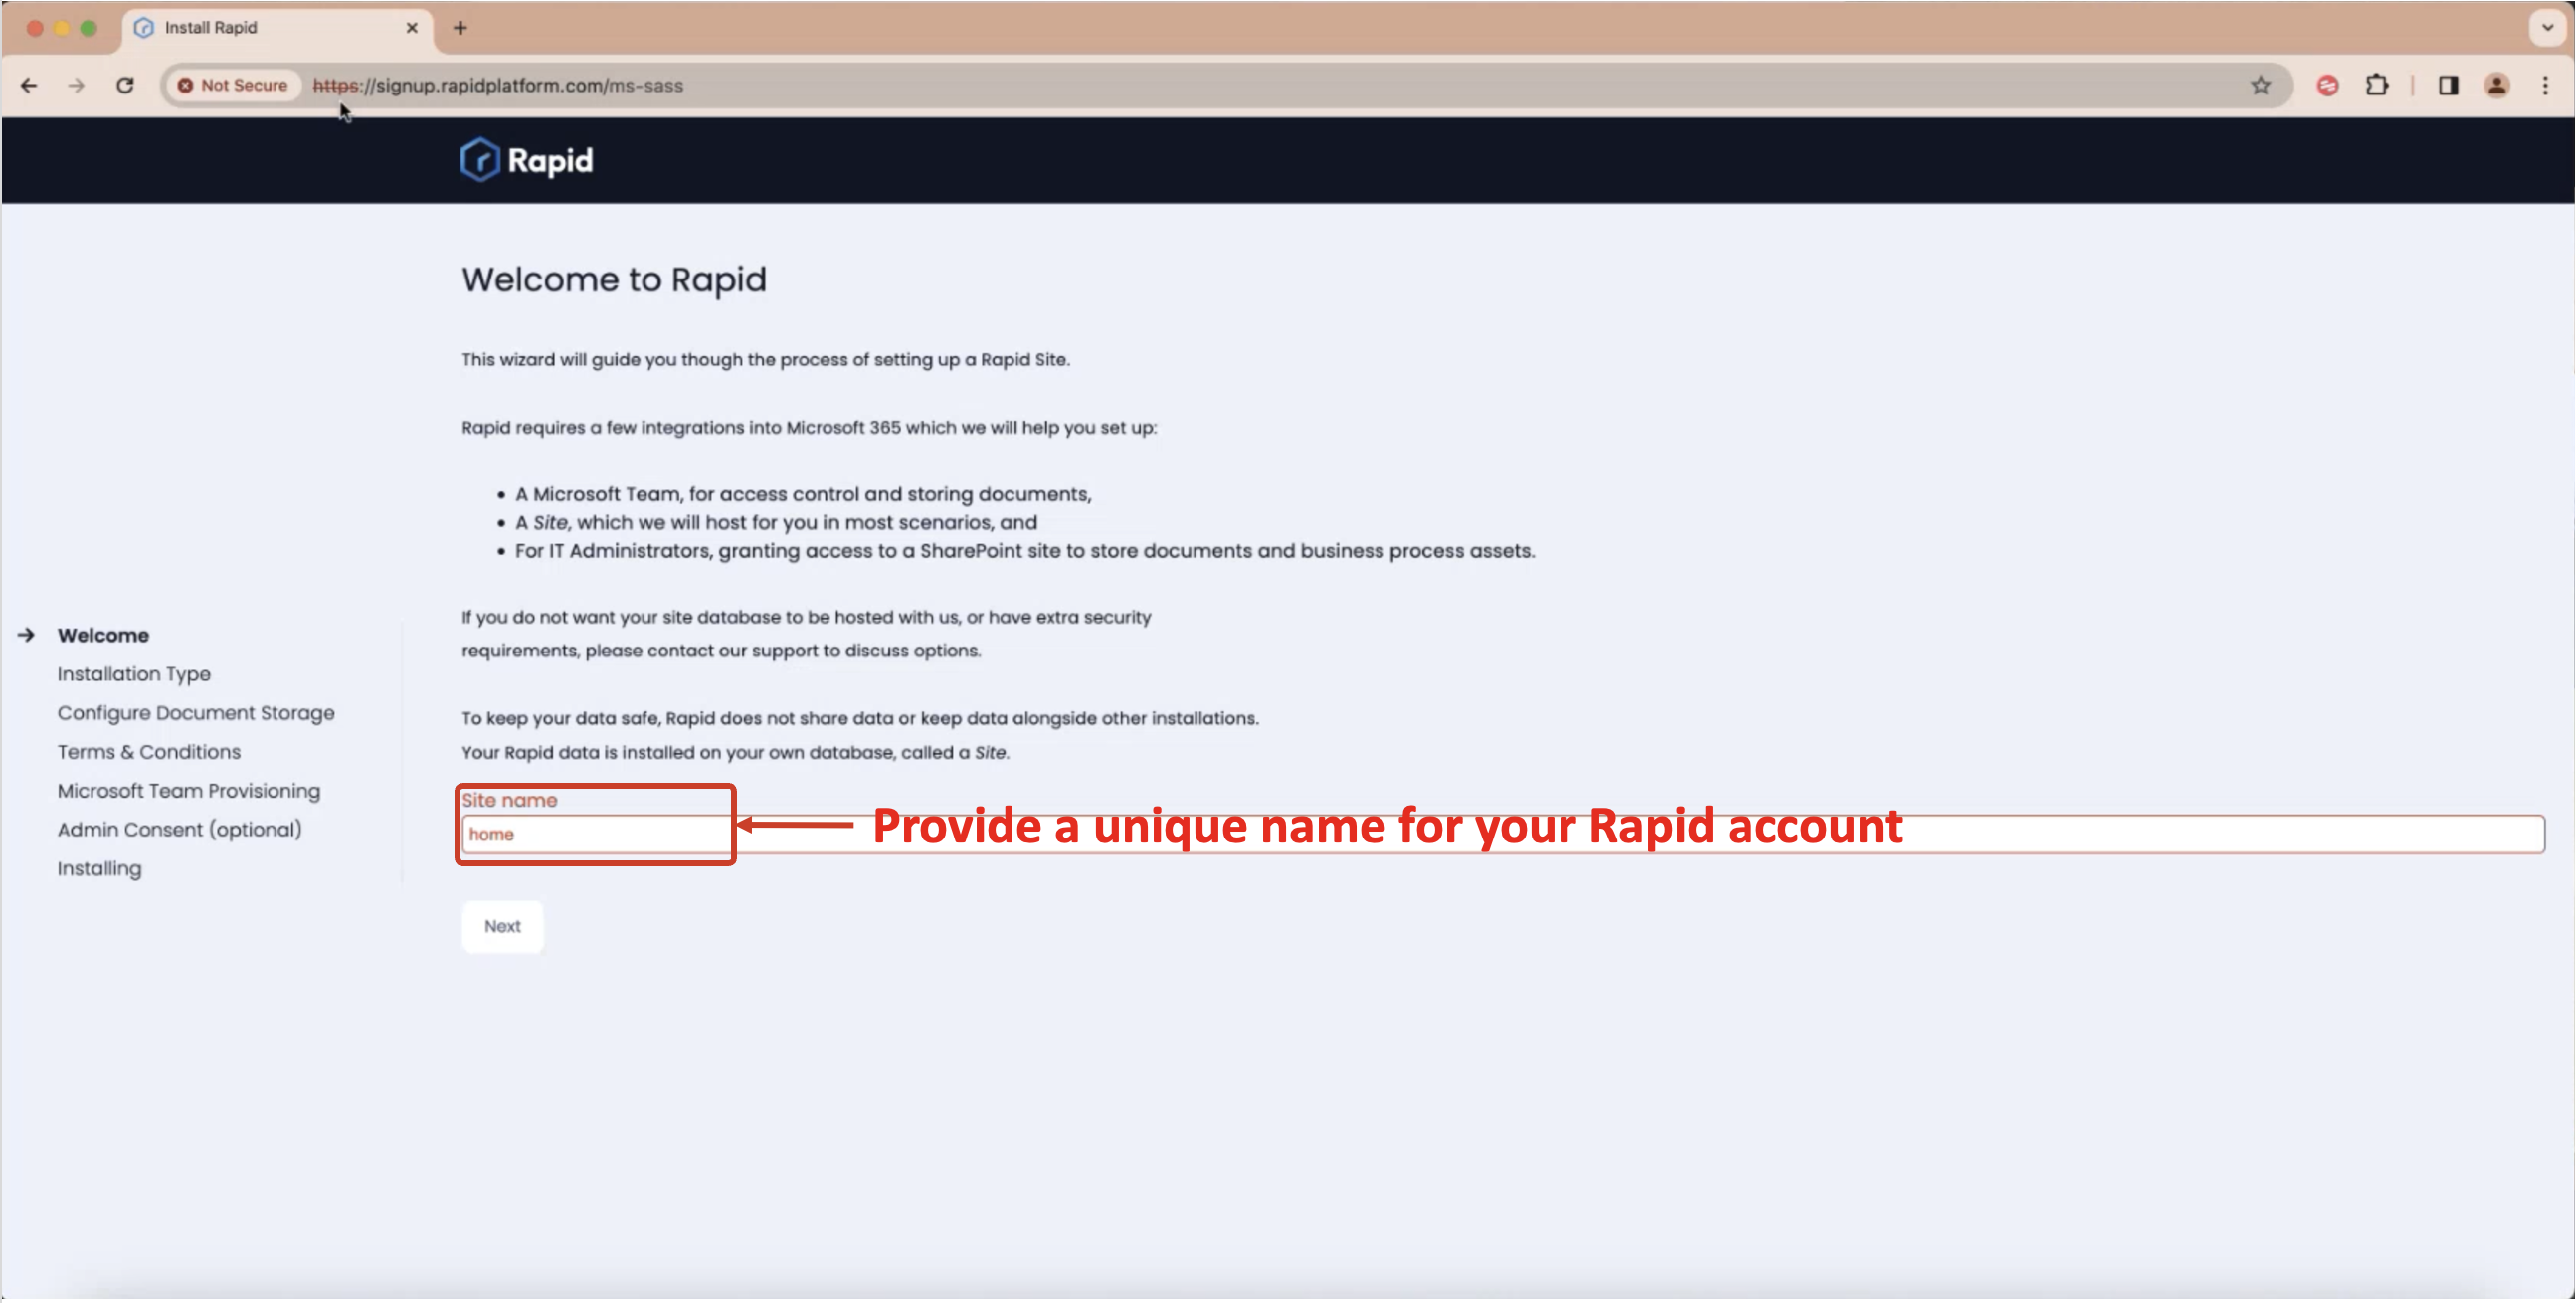 Install Rapid
Not Secure https://signup.rapidplatform.com/ms-sass
Rapid
Welcome to Rapid
This wizard will guide you though the process of setting up a Rapid Site.
Rapid requires a few integrations into Microsoft 365 which we will help you set up:
• A Microsoft Team, for access control and storing documents,
• A Site, which we will host for you in most scenarios, and
• For IT Administrators, granting access to a SharePoint site to store documents and business process assets.
If you do not want your site database to be hosted with us, or have extra security
requirements, please contact our support to discuss options.
To keep your data safe, Rapid does not share data or keep data alongside other installations.
Your Rapid data is installed on your own database, called a Site.
Site name
home
Provide a unique name for your Rapid account
Next
Welcome
Installation Type
Configure Document Storage
Terms & Conditions
Microsoft Team Provisioning
Admin Consent (optional)
Installing